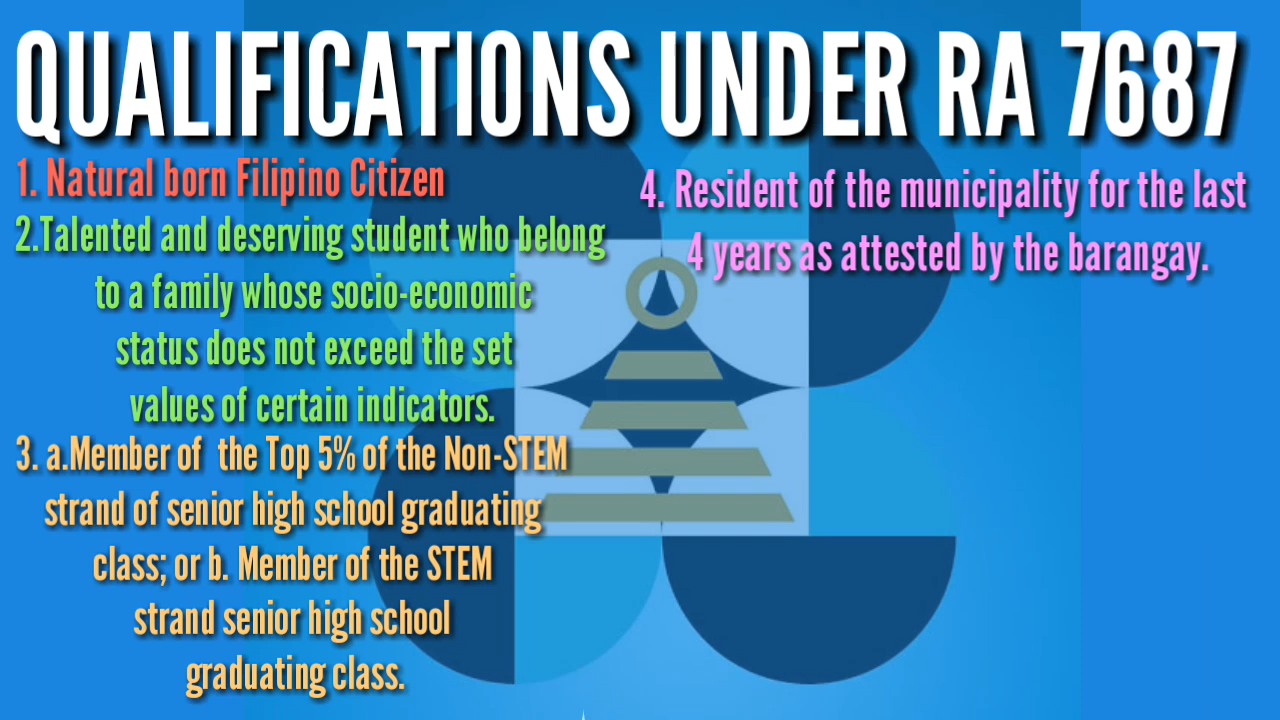 QUALIFICATIONS UNDER RA 7687
1. Natural born Filipino Citizen
2.Talented and deserving student who belong
to a family whose socio-economic
status does not exceed the set
values of certain indicators.
3. a.Member of  the Top 5% of the Non-STEM
strand of senior high school graduating
class; or b. Member of the STEM
strand senior high school
graduating class.
4. Resident of the municipality for the last
4 years as attested by the barangay.